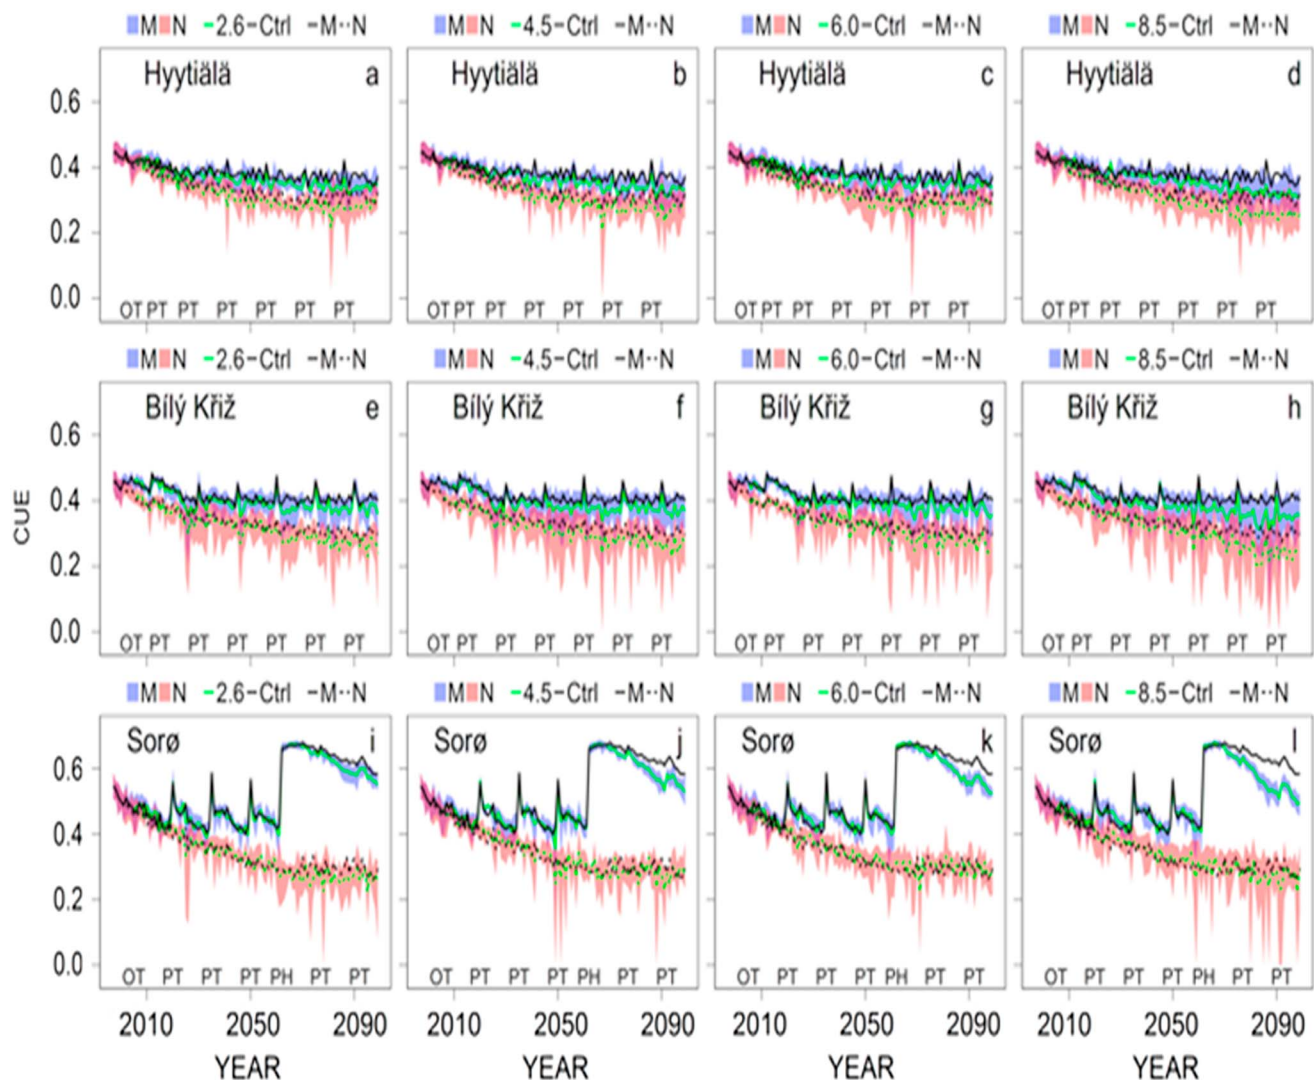 M N 2.6 Ctrl M N M N 4.5 Ctrl M N M N 6.0 Ctrl M N M N 8.5 Ctrl M N
Hyytiälä a Hyytiälä b Hyytiälä c Hyytiälä d
0.6
0.4
0.2
0.0
OT PT PT PT PT PT PT OT PT PT PT PT PT PT OT PT PT PT PT PT PT OT PT PT PT PT PT PT
M N 2.6 Ctrl M N M N 4.5 Ctrl M N M N 6.0 Ctrl M N M N 8.5 Ctrl M N
Bílý Křiž e Bílý Křiž f Bílý Křiž g Bílý Křiž h
0.6
CUE
0.4
0.2
0.0
OT PT PT PT PT PT PT OT PT PT PT PT PT PT OT PT PT PT PT PT PT OT PT PT PT PT PT PT
M N 2.6 Ctrl M N M N 4.5 Ctrl M N M N 6.0 Ctrl M N M N 8.5 Ctrl M N
Sorø i Sorø j Sorø k Sorø l
0.6
0.4
0.2
0.0
OT PT PT PT PH PT PT OT PT PT PT PH PT PT OT PT PT PT PH PT PT OT PT PT PT PH PT PT
2010 2050 2090 2010 2050 2090 2010 2050 2090 2010 2050 2090
YEAR YEAR YEAR YEAR